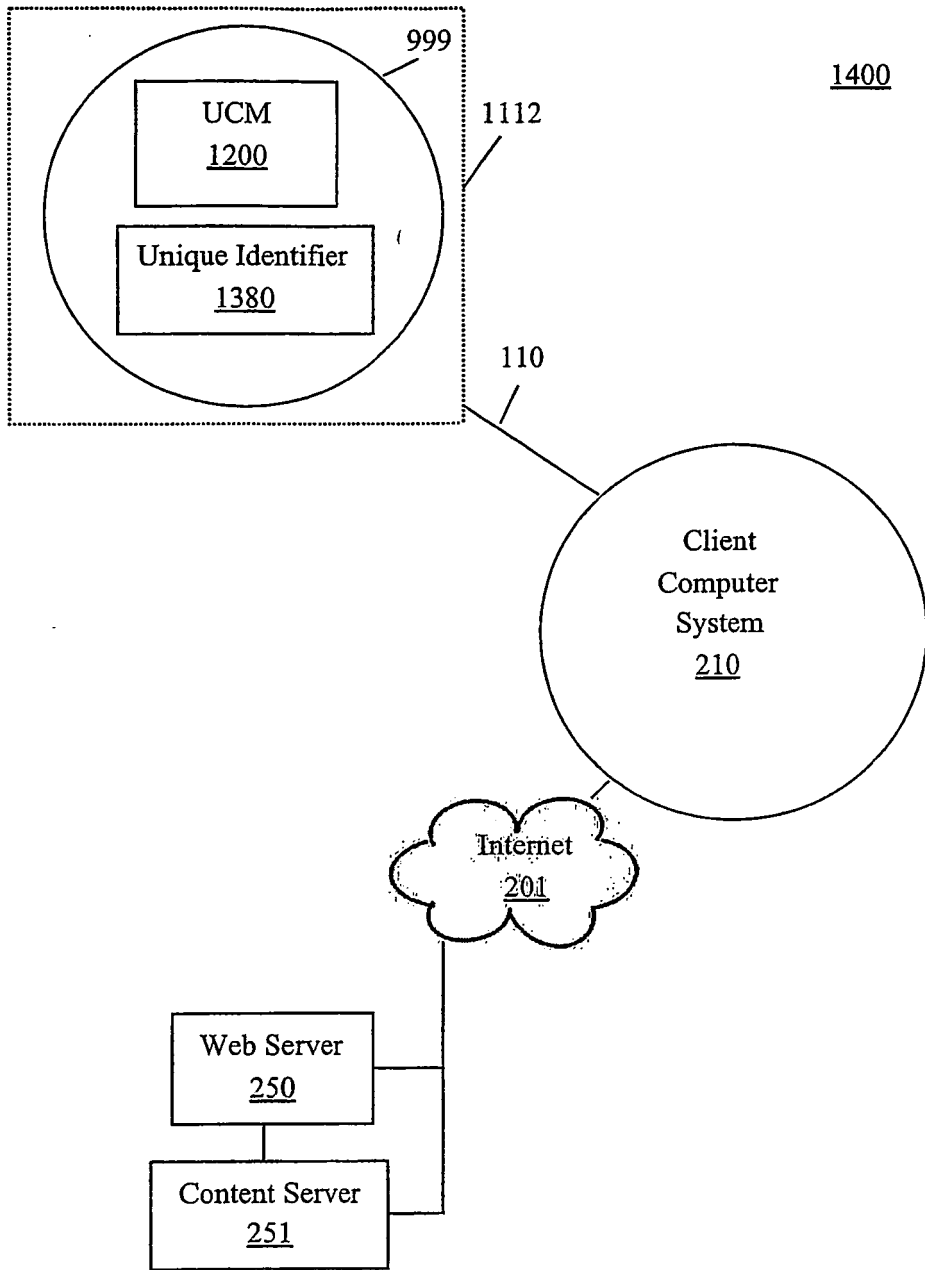 999
1400
UCM
1200
1112
Unique Identifier
1380
110
Client
Computer
System
210
Internet
201
Web Server
250
Content Server
251